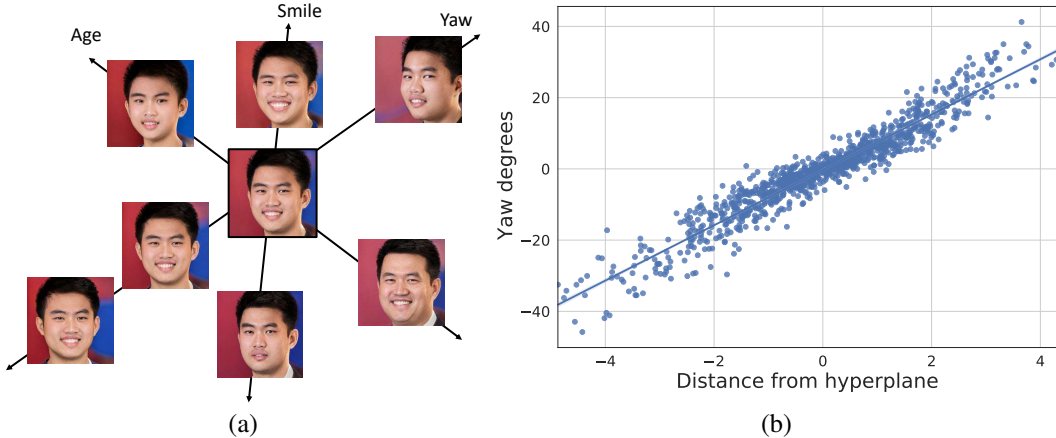 Age
Smile
Yaw
(a)
Yaw degrees
40
20
0
−20
−40
−4
−2
0
2
4
Distance from hyperplane
(b)